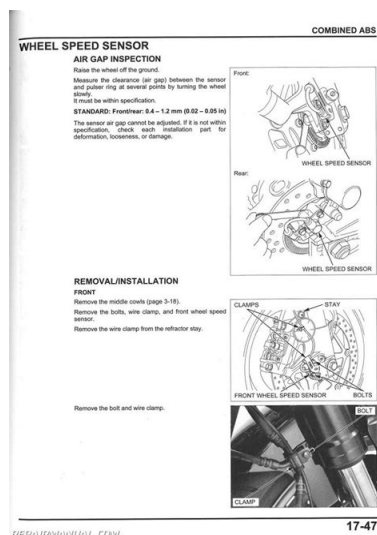 COMBINED ABS
WHEEL SPEED SENSOR
AIR GAP INSPECTION
Raise the wheel off the ground.
Measure the clearance (air gap) between the sensor
and pulser ring at several points by turning the wheel
slowly.
It must be within specification.
STANDARD: Front/rear: 0.4 – 1.2 mm (0.02 – 0.05 in)
The sensor air gap cannot be adjusted. If it is not within
specification, check each installation part for
deformation, looseness, or damage.
Front:
WHEEL SPEED SENSOR
Rear:
WHEEL SPEED SENSOR
REMOVAL/INSTALLATION
FRONT
Remove the middle cowls (page 3-18).
Remove the bolts, wire clamp, and front wheel speed
sensor.
Remove the wire clamp from the refractor stay.
CLAMPS
STAY
FRONT WHEEL SPEED SENSOR
BOLTS
Remove the bolt and wire clamp.
BOLT
CLAMP
17-47